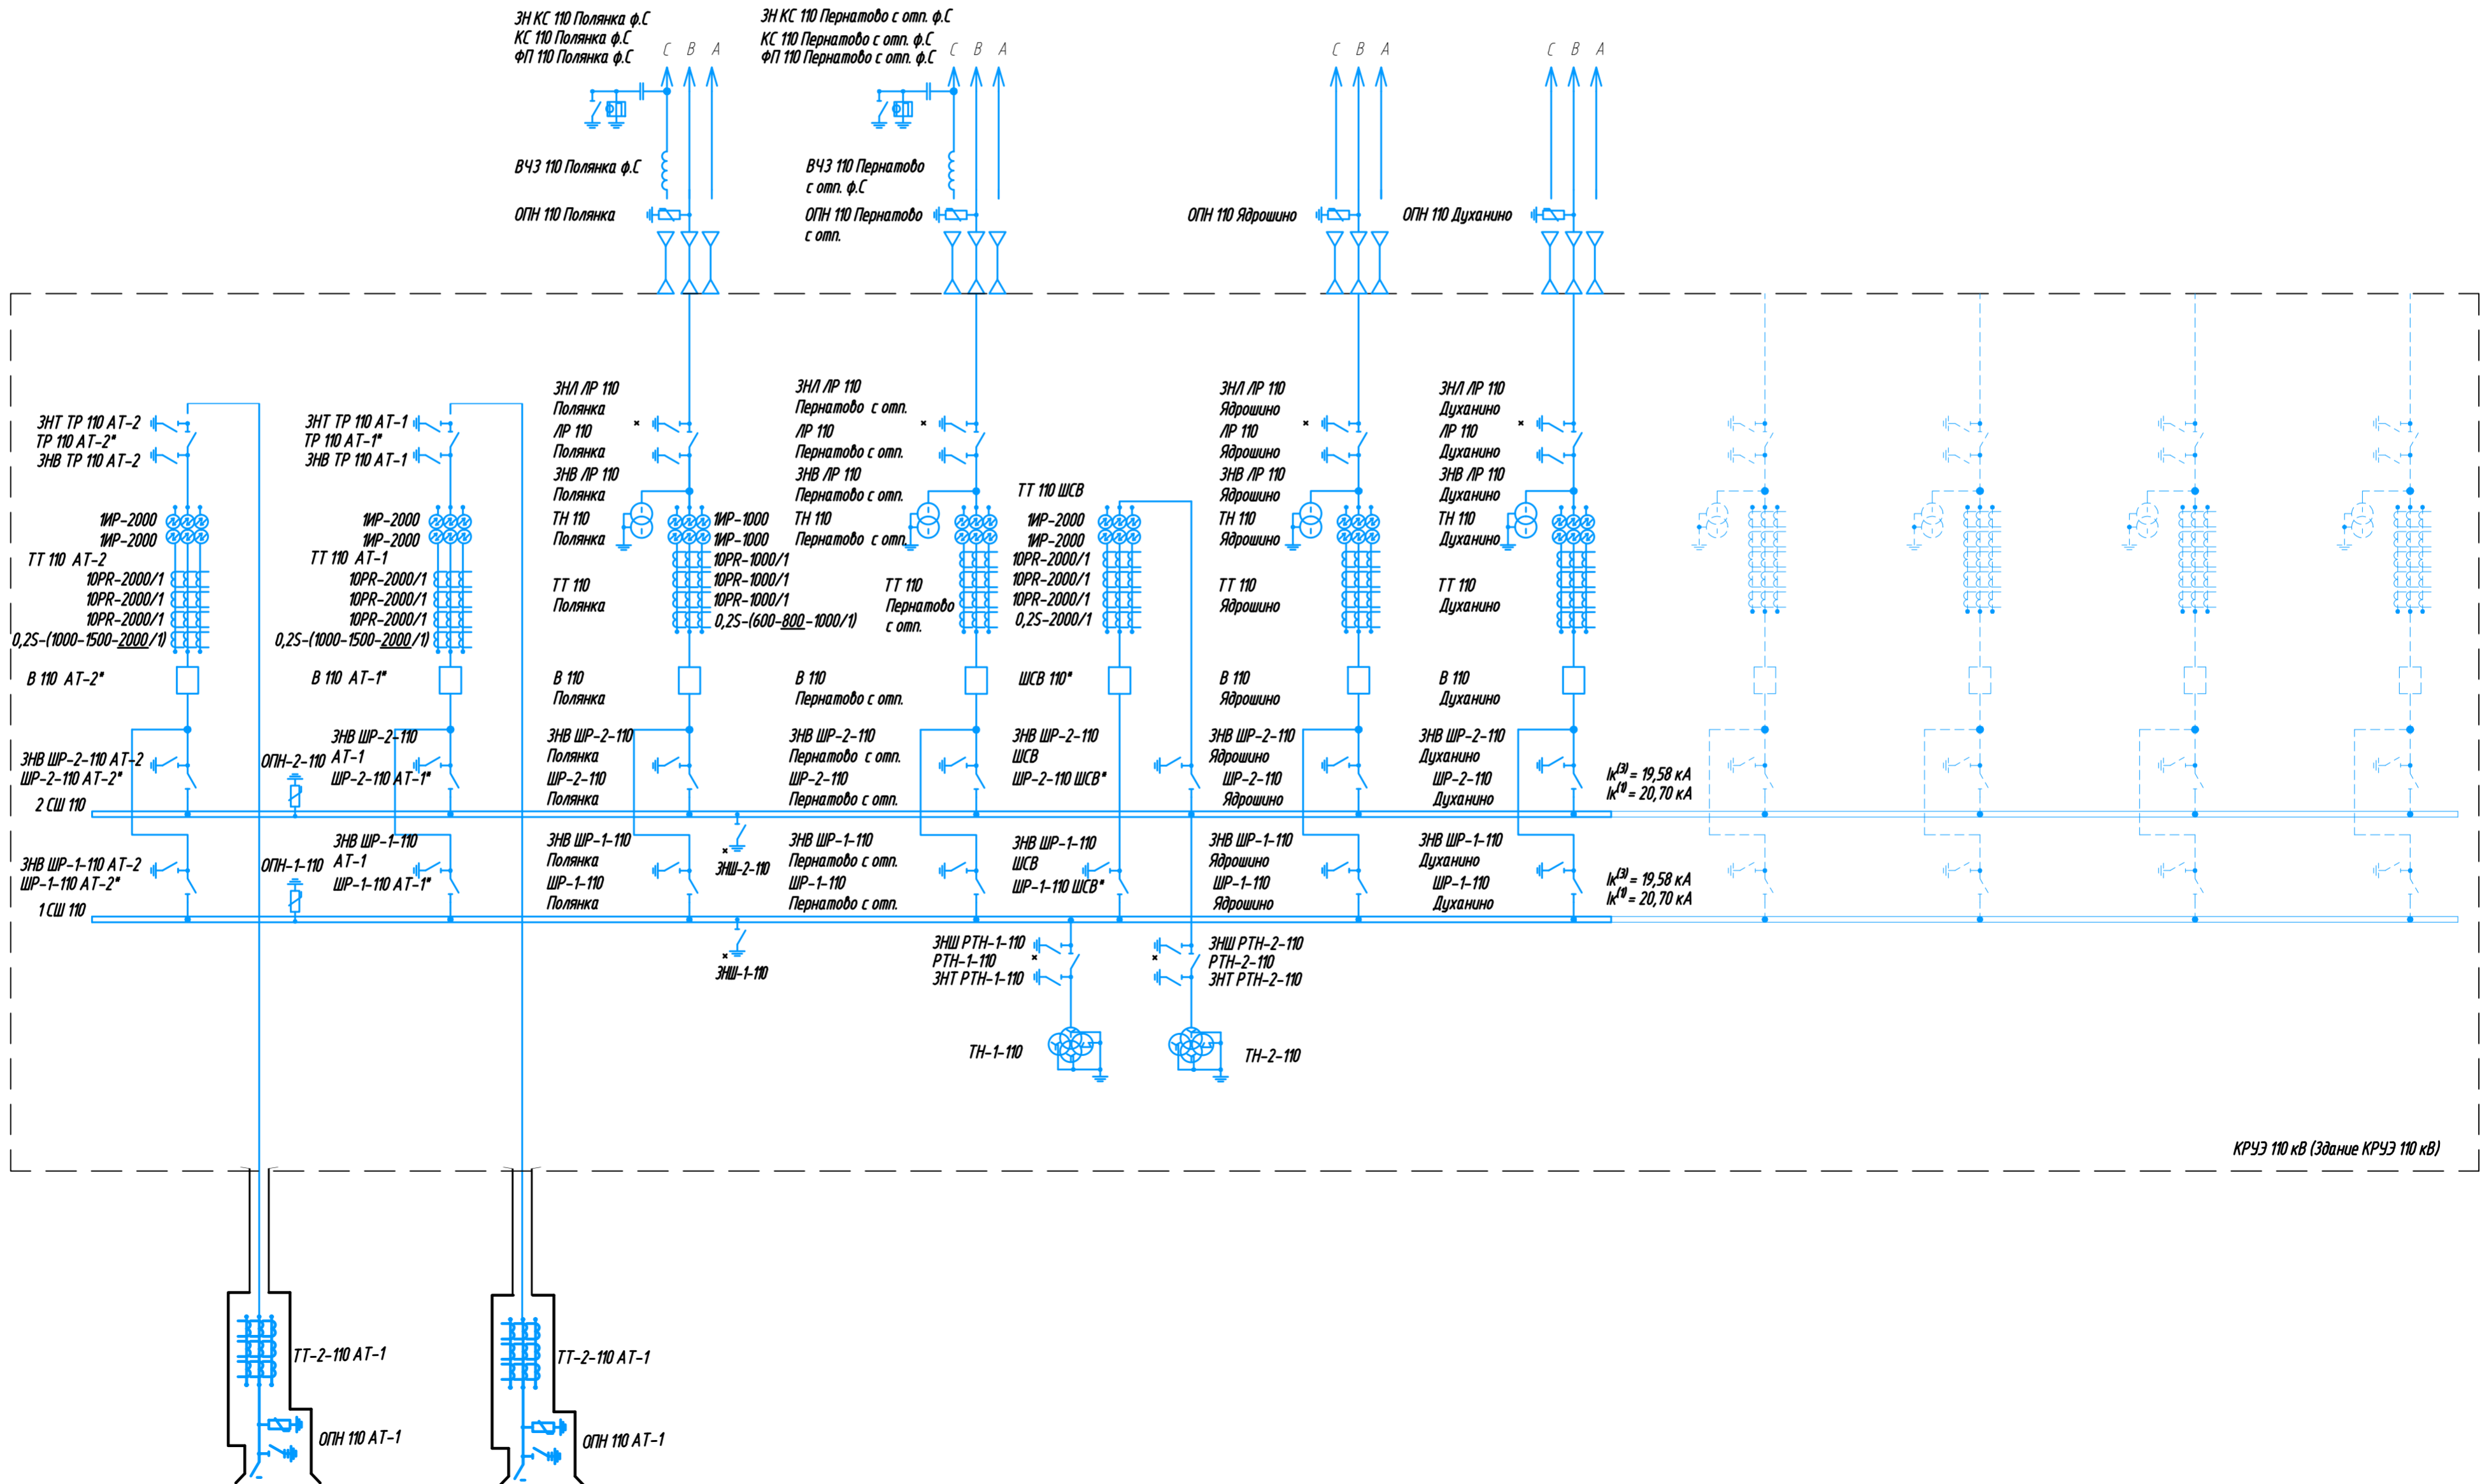 ЗН КС 110 Полянка ф.С
КС 110 Полянка ф.С
ФП 110 Полянка ф.С
C B A
ЗН КС 110 Пернатово с отп. ф.С
КС 110 Пернатово с отп. ф.С
ФП 110 Пернатово с отп. ф.С
C B A
C B A
C B A
ВЧЗ 110 Полянка ф.С
ВЧЗ 110 Пернатово
с отп. ф.С
ОПН 110 Полянка
ОПН 110 Пернатово
с отп.
ОПН 110 Ядрошино
ОПН 110 Духанино
ЗНТ ТР 110 АТ-2
ТР 110 АТ-2*
ЗНВ ТР 110 АТ-2
1ИР-2000
1ИР-2000
ТТ 110 АТ-2
10PR-2000/1
10PR-2000/1
10PR-2000/1
0,2S-(1000-1500-2000/1)
В 110 АТ-2*
ЗНВ ШР-2-110 АТ-2
ШР-2-110 АТ-2*
2 СШ 110
ЗНВ ШР-1-110 АТ-2
ШР-1-110 АТ-2*
1 СШ 110
ОПН-2-110
ОПН-1-110
ЗНТ ТР 110 АТ-1
ТР 110 АТ-1*
ЗНВ ТР 110 АТ-1
1ИР-2000
1ИР-2000
ТТ 110 АТ-1
10PR-2000/1
10PR-2000/1
10PR-2000/1
0,2S-(1000-1500-2000/1)
В 110 АТ-1*
ЗНВ ШР-2-110
АТ-1
ШР-2-110 АТ-1*
ЗНВ ШР-1-110
АТ-1
ШР-1-110 АТ-1*
ЗНЛ ЛР 110
Полянка
ЛР 110
Полянка
ЗНВ ЛР 110
Полянка
ТН 110
Полянка
1ИР-1000
1ИР-1000
10PR-1000/1
10PR-1000/1
10PR-1000/1
0,2S-(600-800-1000/1)
ТТ 110
Полянка
В 110
Полянка
ЗНВ ШР-2-110
Полянка
ШР-2-110
Полянка
ЗНВ ШР-1-110
Полянка
ШР-1-110
Полянка
ЗНШ-2-110
ЗНШ-1-110
ЗНЛ ЛР 110
Пернатово с отп.
ЛР 110
Пернатово с отп.
ЗНВ ЛР 110
Пернатово с отп.
ТН 110
Пернатово с отп.
ТТ 110
Пернатово
с отп.
В 110
Пернатово с отп.
ЗНВ ШР-2-110
Пернатово с отп.
ШР-2-110
Пернатово с отп.
ЗНВ ШР-1-110
Пернатово с отп.
ШР-1-110
Пернатово с отп.
ТТ 110 ШСВ
1ИР-2000
1ИР-2000
10PR-2000/1
10PR-2000/1
10PR-2000/1
0,2S-2000/1
ШСВ 110*
ЗНВ ШР-2-110
ШСВ
ШР-2-110 ШСВ*
ЗНВ ШР-1-110
ШСВ
ШР-1-110 ШСВ*
ЗНЛ ЛР 110
Ядрошино
ЛР 110
Ядрошино
ЗНВ ЛР 110
Ядрошино
ТН 110
Ядрошино
ТТ 110
Ядрошино
В 110
Ядрошино
ЗНВ ШР-2-110
Ядрошино
ШР-2-110
Ядрошино
ЗНВ ШР-1-110
Ядрошино
ШР-1-110
Ядрошино
ЗНЛ ЛР 110
Духанино
ЛР 110
Духанино
ЗНВ ЛР 110
Духанино
ТН 110
Духанино
ТТ 110
Духанино
В 110
Духанино
ЗНВ ШР-2-110
Духанино
ШР-2-110
Духанино
ЗНВ ШР-1-110
Духанино
ШР-1-110
Духанино
Iк(3) = 19,58 кА
Iк(1) = 20,70 кА
Iк(3) = 19,58 кА
Iк(1) = 20,70 кА
ЗНШ РТН-1-110
РТН-1-110
ЗНТ РТН-1-110
ТН-1-110
ЗНШ РТН-2-110
РТН-2-110
ЗНТ РТН-2-110
ТН-2-110
КРУЭ 110 кВ (Здание КРУЭ 110 кВ)
ТТ-2-110 АТ-1
ОПН 110 АТ-1
ТТ-2-110 АТ-1
ОПН 110 АТ-1